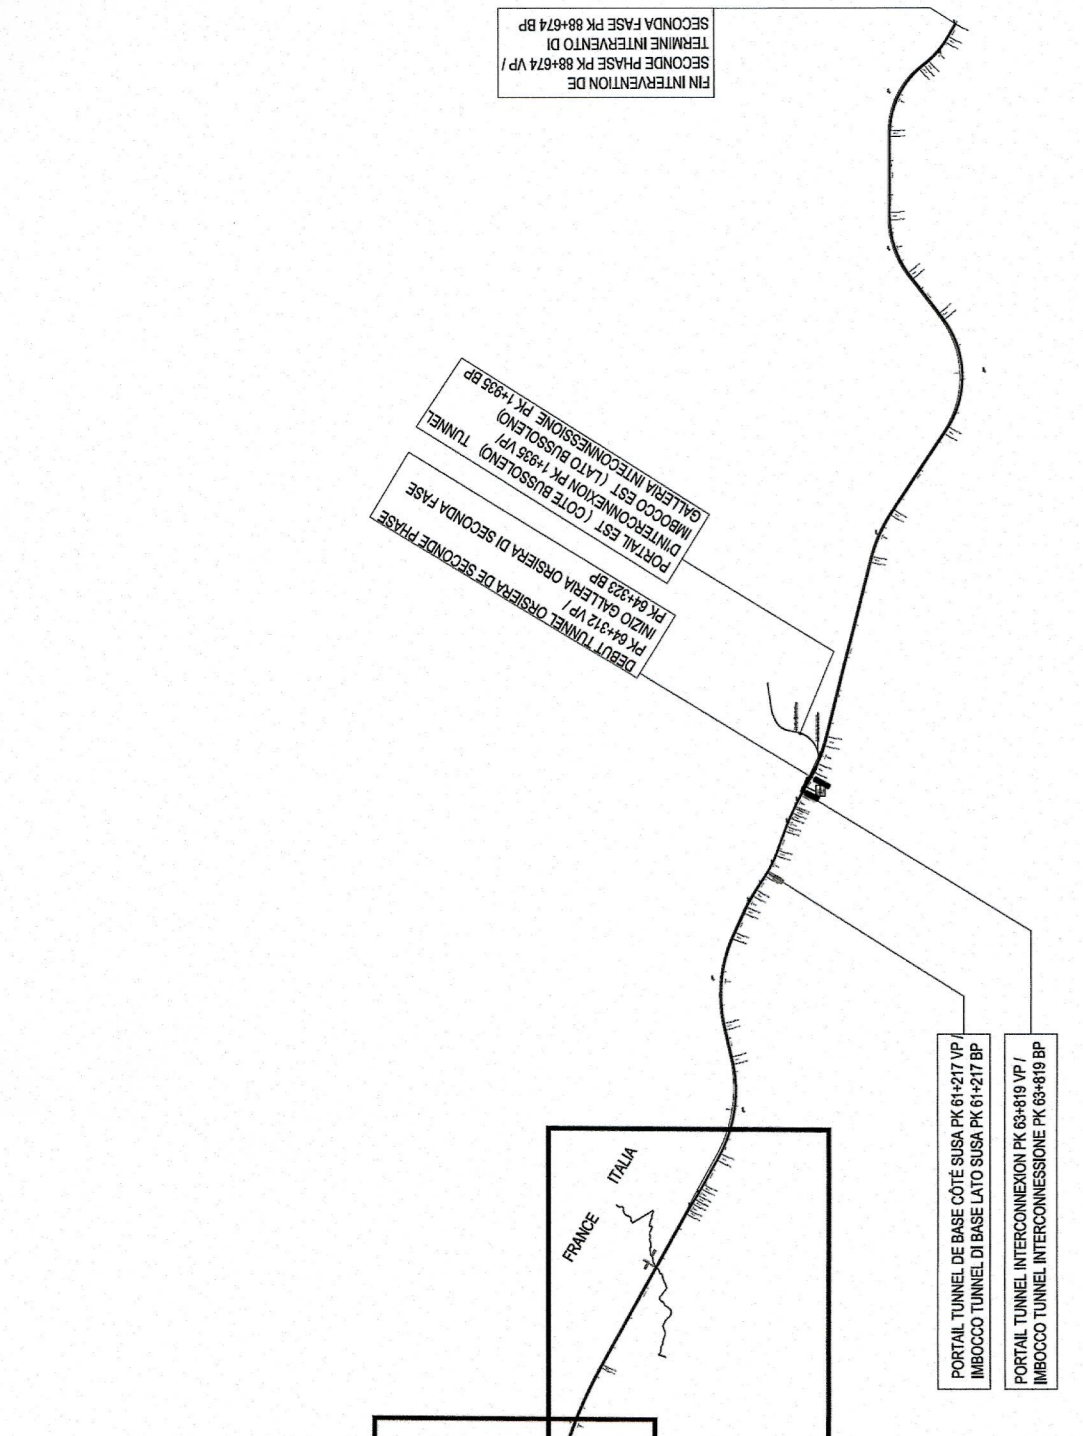 FIN INTERVENTION DE
SECONDE PHASE PK 88+674 VP /
TERMINE INTERVENTO DI
SECONDA FASE PK 88+674 BP
PORTAIL EST ( COTE BUSSOLENO) TUNNEL
D'INTERCONNEXION PK 1+935 VP/
IMBOCCO EST ( LATO BUSSOLENO)
GALLERIA INTECONNESSIONE PK 1+935 BP
DEBUT TUNNEL ORSIERA DE SECONDE PHASE
PK 64+312 VP /
INIZIO GALLERIA ORSIERA DI SECONDA FASE
PK 64+323 BP
PORTAIL TUNNEL DE BASE CÔTÉ SUSA PK 61+217 VP /
IMBOCCO TUNNEL DI BASE LATO SUSA PK 61+217 BP
PORTAIL TUNNEL INTERCONNEXION PK 63+819 VP /
IMBOCCO TUNNEL INTERCONNESSIONE PK 63+819 BP
ITALIA
FRANCE